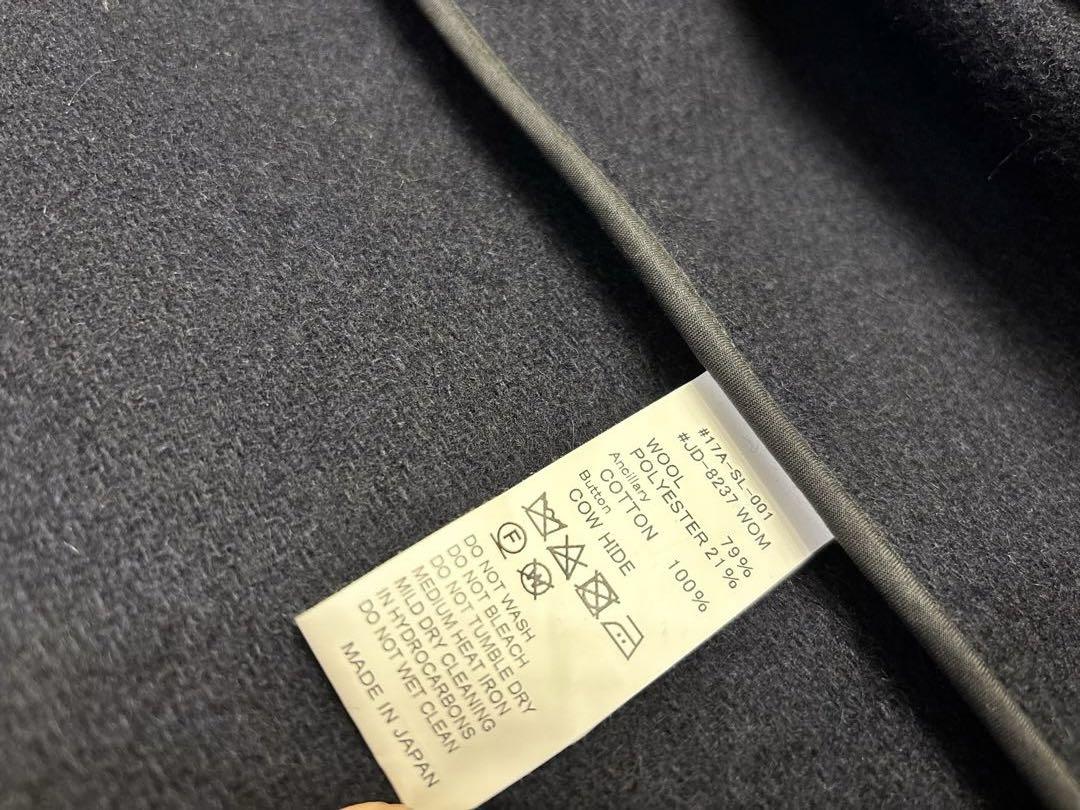 #17A-SL-001
#JD-8237 WOM
WOOL 79%
POLYESTER 21%
Ancillary
COTTON 100%
Button
COW HIDE
F
W
DO NOT WASH
DO NOT BLEACH
DO NOT TUMBLE DRY
MEDIUM HEAT IRON
MILD DRY CLEANING
IN HYDROCARBONS
DO NOT WET CLEAN
MADE IN JAPAN